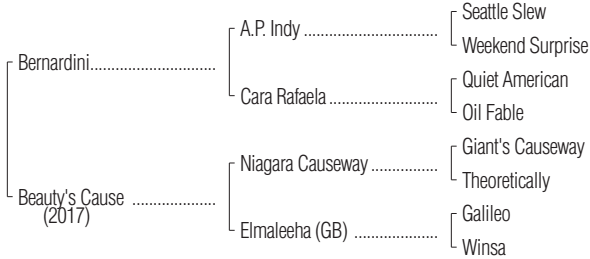 Seattle Slew
A.P. Indy ..............................
Weekend Surprise
Bernardini............................
Quiet American
Cara Rafaela ........................
Oil Fable
Giant's Causeway
Niagara Causeway ...............
Theoretically
Beauty's Cause ..................
(2017)
Galileo
Elmaleeha (GB) ..................
Winsa